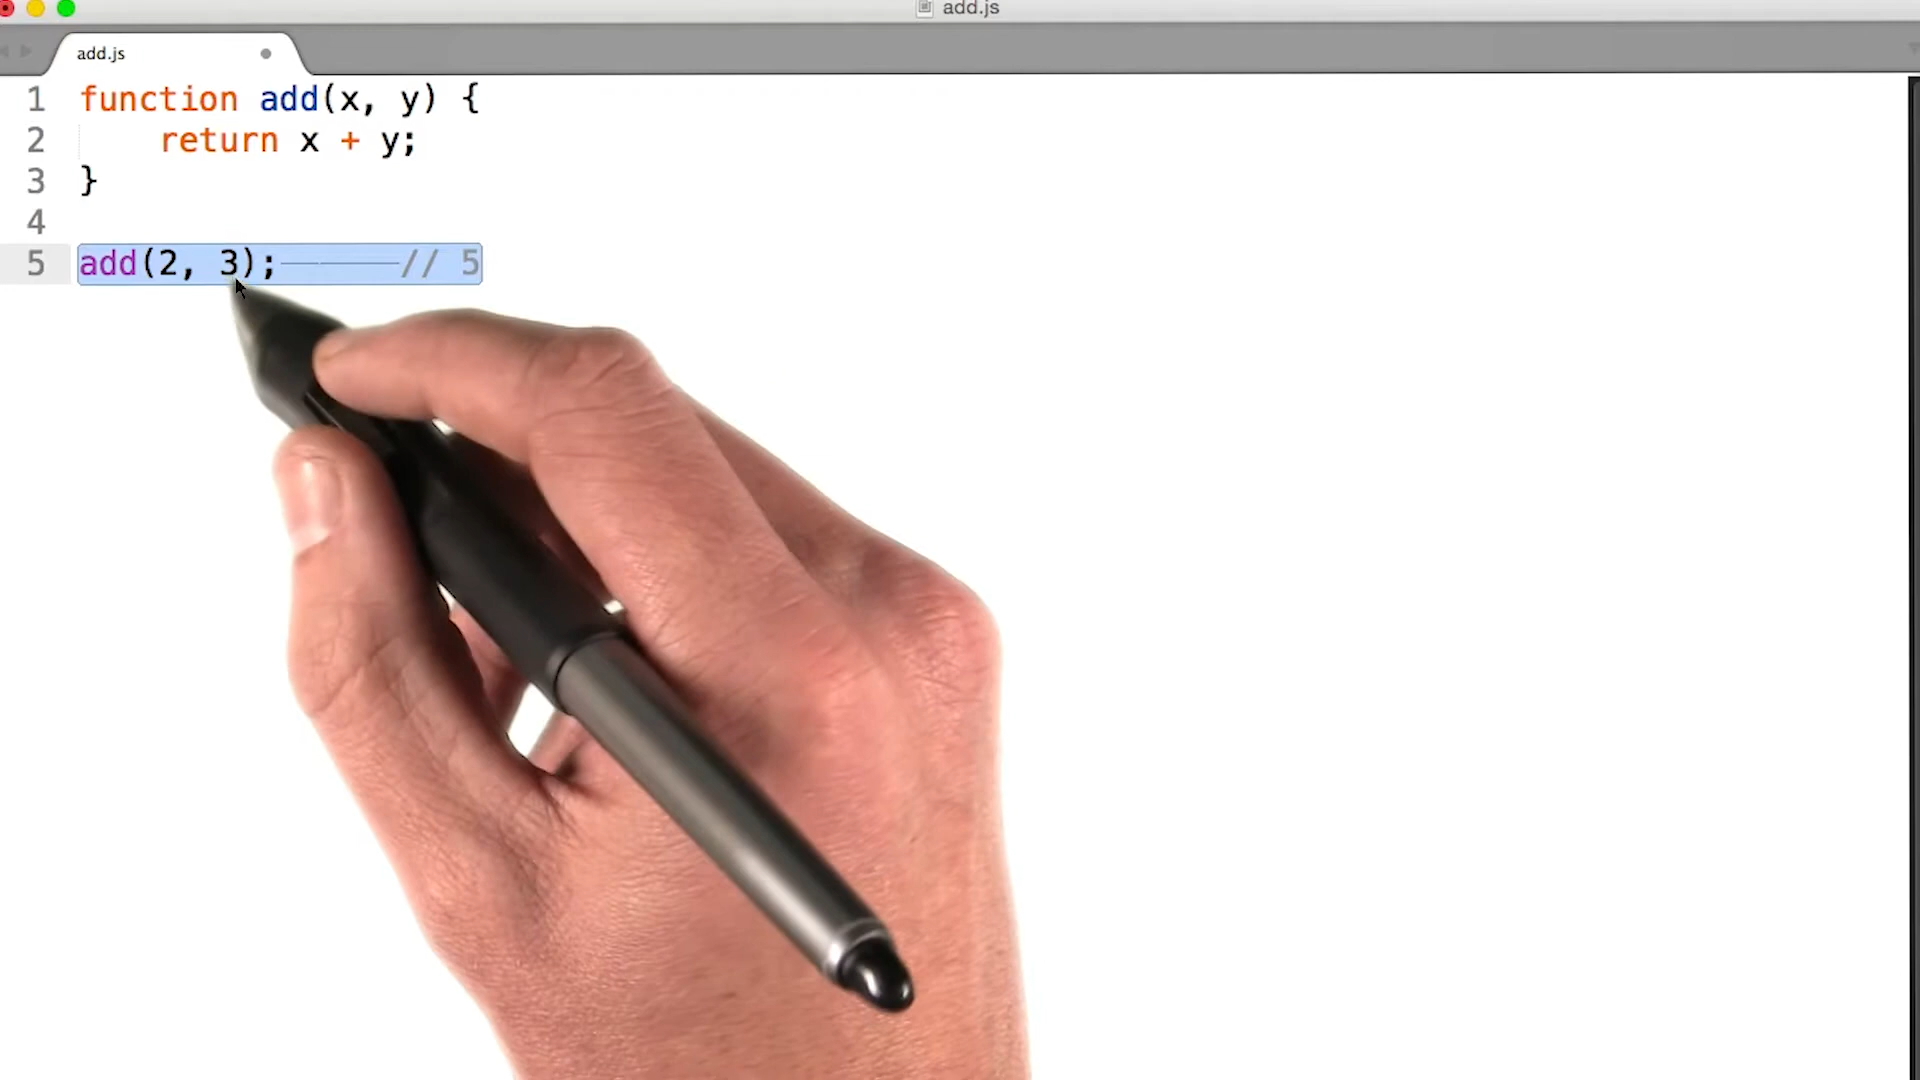 add.js
add.js
1 function add(x, y) {
2     return x + y;
3 }
4
5 add(2, 3);      // 5